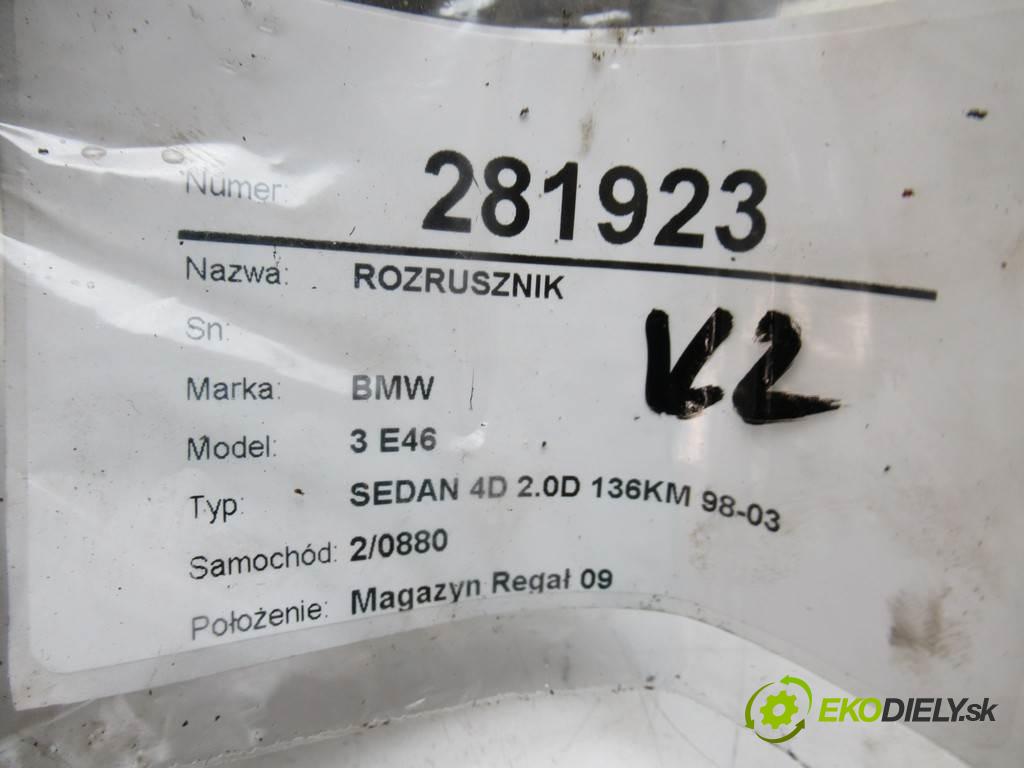 Numer: 281923
Nazwa: ROZRUSZNIK
Sn:
K2
Marka: BMW
Model: 3 E46
Typ: SEDAN 4D 2.0D 136KM 98-03
Samochód: 2/0880
Położenie: Magazyn Regał 09
EKODIELY.sk